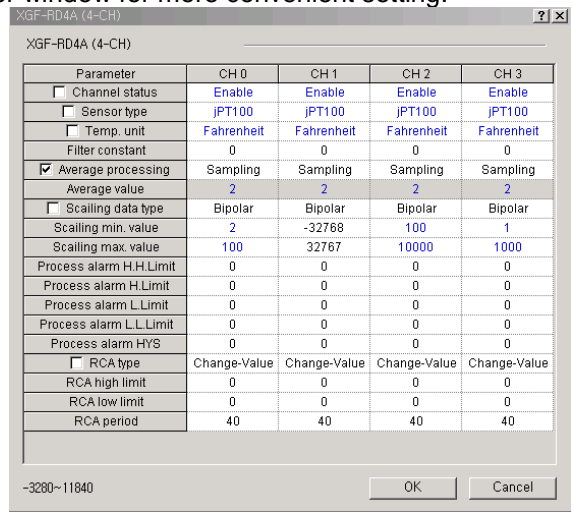 or window for more convenient setting.
XGF-RD4A (4-CH)
XGF-RD4A (4-CH)
Parameter CH 0 CH 1 CH 2 CH 3
Channel status Enable Enable Enable Enable
Sensor type jPT100 jPT100 jPT100 jPT100
Temp. unit Fahrenheit Fahrenheit Fahrenheit Fahrenheit
Filter constant 0 0 0 0
Average processing Sampling Sampling Sampling Sampling
Average value 2 2 2 2
Scailing data type Bipolar Bipolar Bipolar Bipolar
Scailing min. value 2 -32768 100 1
Scailing max. value 100 32767 10000 1000
Process alarm H.H.Limit 0 0 0 0
Process alarm H.Limit 0 0 0 0
Process alarm L.Limit 0 0 0 0
Process alarm L.L.Limit 0 0 0 0
Process alarm HYS 0 0 0 0
RCA type Change-Value Change-Value Change-Value Change-Value
RCA high limit 0 0 0 0
RCA low limit 0 0 0 0
RCA period 40 40 40 40
-3280~11840 OK Cancel